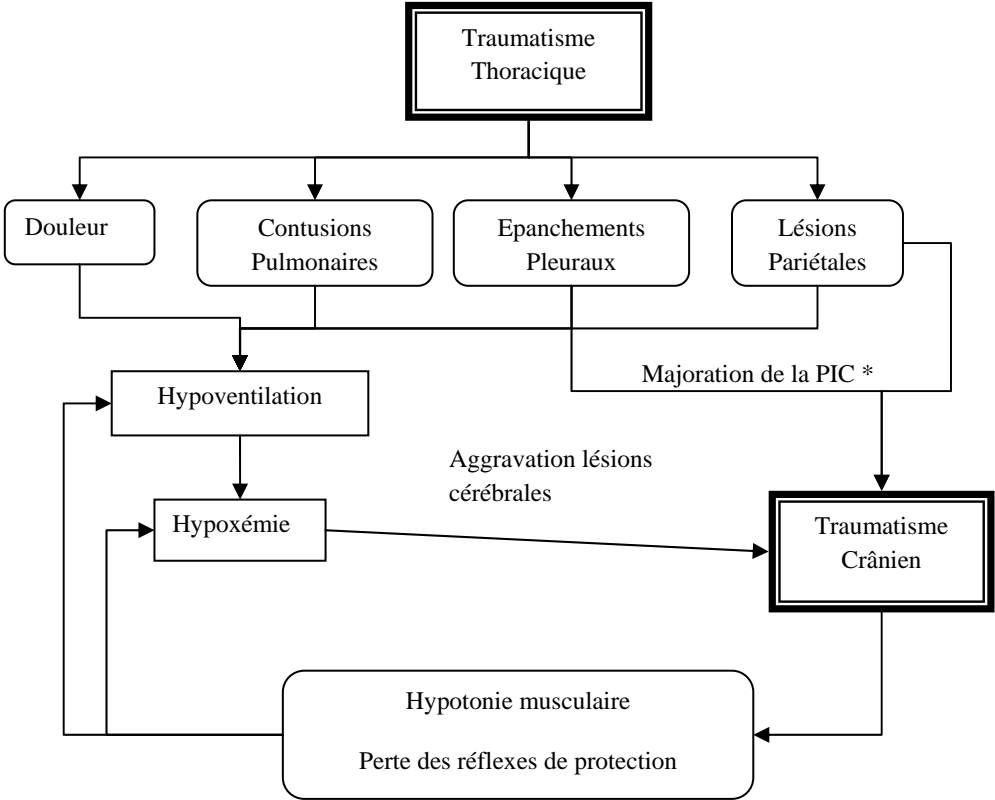 Traumatisme
Thoracique
Douleur
Contusions
Pulmonaires
Epanchements
Pleuraux
Lésions
Pariétales
Majoration de la PIC *
Hypoventilation
Aggravation lésions
cérébrales
Hypoxémie
Traumatisme
Crânien
Hypotonie musculaire
Perte des réflexes de protection